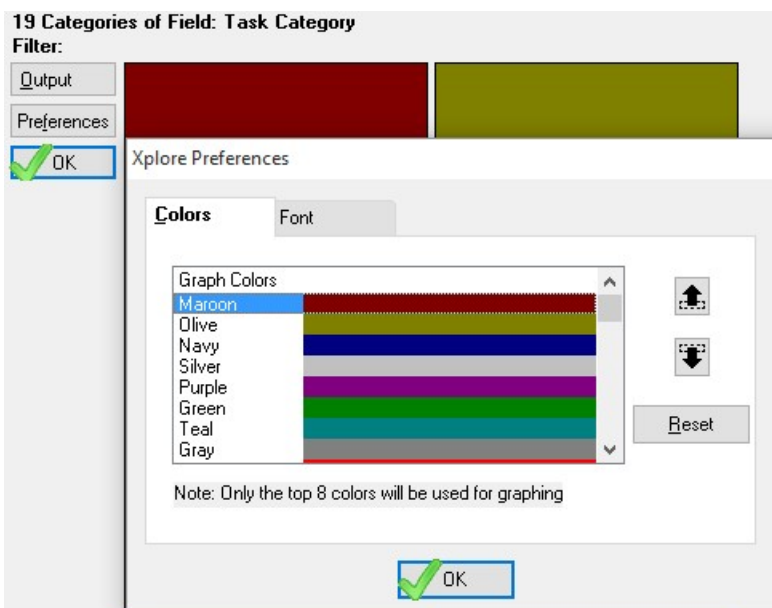 19 Categories of Field: Task Category
Filter:
Output
Preferences
OK
Xplore Preferences
Colors
Font
Graph Colors
Maroon
Olive
Navy
Silver
Purple
Green
Teal
Gray
Reset
Note: Only the top 8 colors will be used for graphing
OK